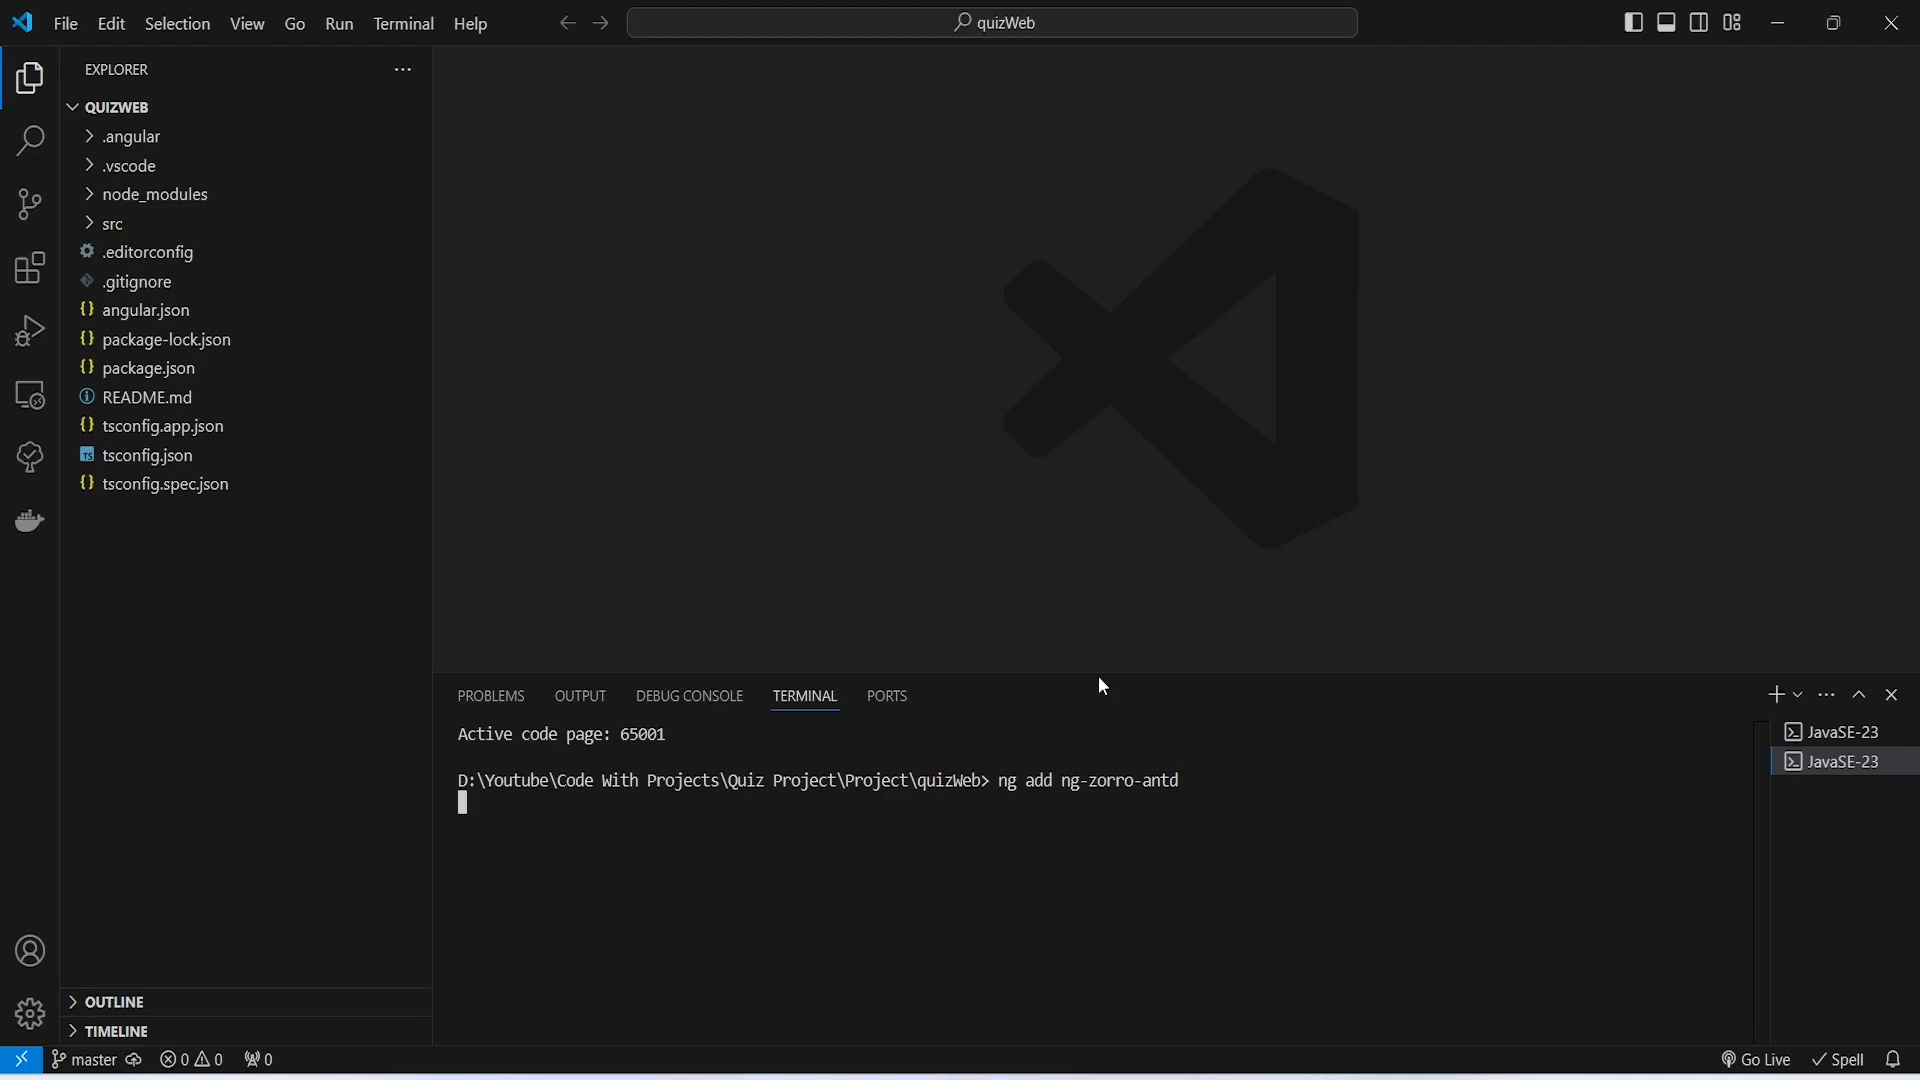 File Edit Selection View Go Run Terminal Help
quizWeb
EXPLORER
QUIZWEB
.angular
.vscode
node_modules
src
.editorconfig
.gitignore
angular.json
package-lock.json
package.json
README.md
tsconfig.app.json
tsconfig.json
tsconfig.spec.json
OUTLINE
TIMELINE
PROBLEMS OUTPUT DEBUG CONSOLE TERMINAL PORTS
Active code page: 65001
D:\Youtube\Code With Projects\Quiz Project\Project\quizWeb> ng add ng-zorro-antd
JavaSE-23
JavaSE-23
master 0 0 0 Go Live Spell